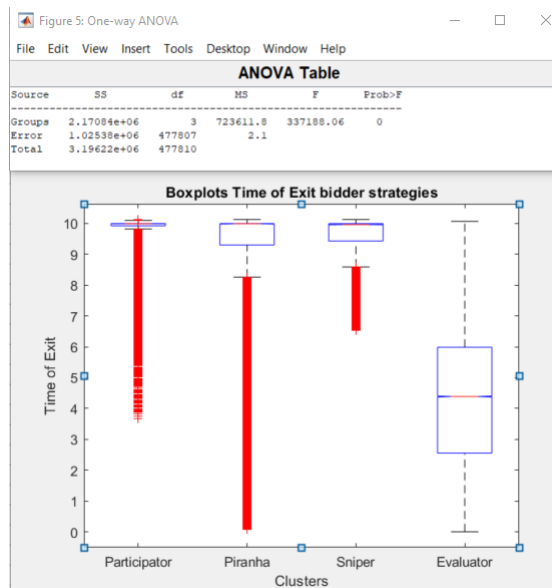 Figure 5: One-way ANOVA
File Edit View Insert Tools Desktop Window Help
ANOVA Table
Source SS df MS F Prob>F
Groups 2.17084e+06 3 723611.8 337188.06 0
Error 1.02538e+06 477807 2.1
Total 3.19622e+06 477810
Boxplots Time of Exit bidder strategies
10
9
8
7
6
5
4
3
2
1
0
Time of Exit
Participator Piranha Sniper Evaluator
Clusters